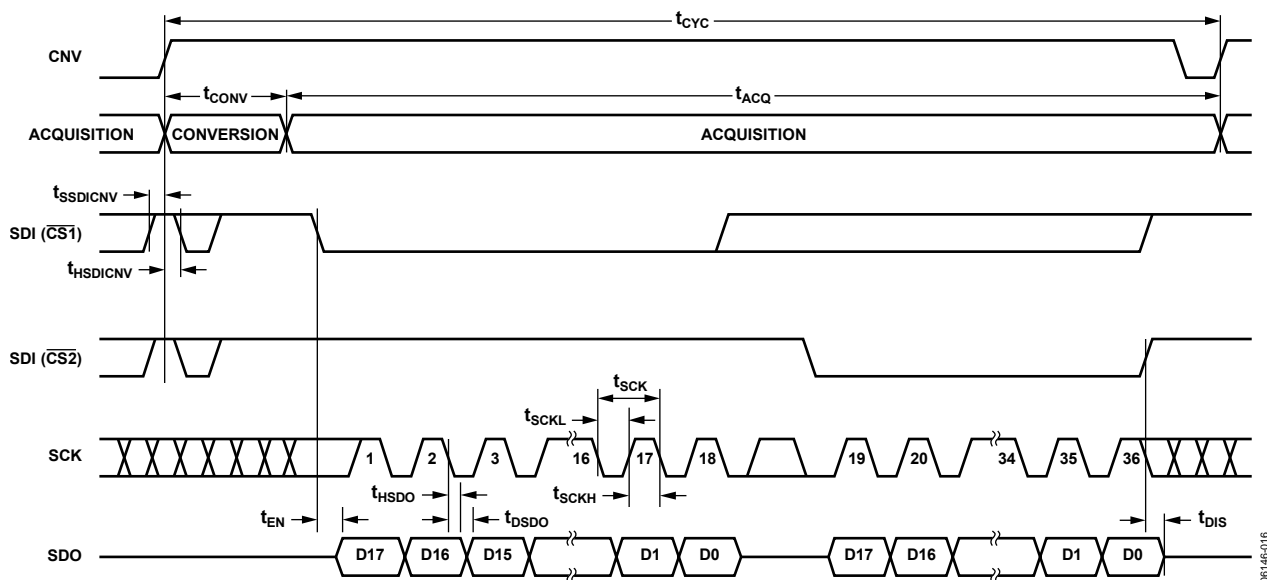 tCYC
CNV
tCONV
tACQ
ACQUISITION
CONVERSION
ACQUISITION
tSSDICNV
SDI (CS1)
tHSDICNV
SDI (CS2)
tSCK
tSCKL
SCK
1 2 3 16 17 18 19 20 34 35 36
tHSDO
tSCKH
tEN
tDSDO
tDIS
SDO
D17 D16 D15 D1 D0 D17 D16 D1 D0
06146-016